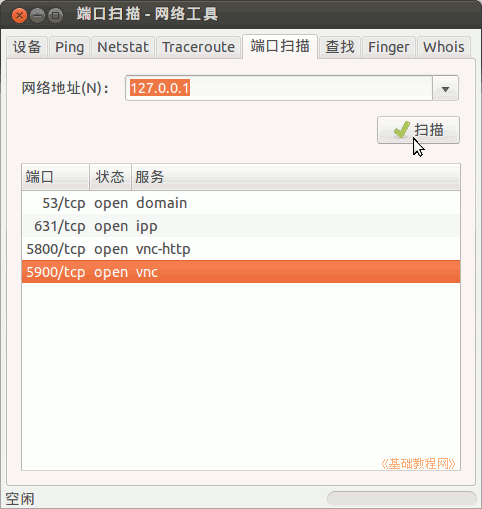 端口扫描 - 网络工具
设备 Ping Netstat Traceroute 端口扫描 查找 Finger Whois
网络地址(N)： 127.0.0.1
扫描
端口 状态 服务
53/tcp open domain
631/tcp open ipp
5800/tcp open vnc-http
5900/tcp open vnc
《基础教程网》
空闲